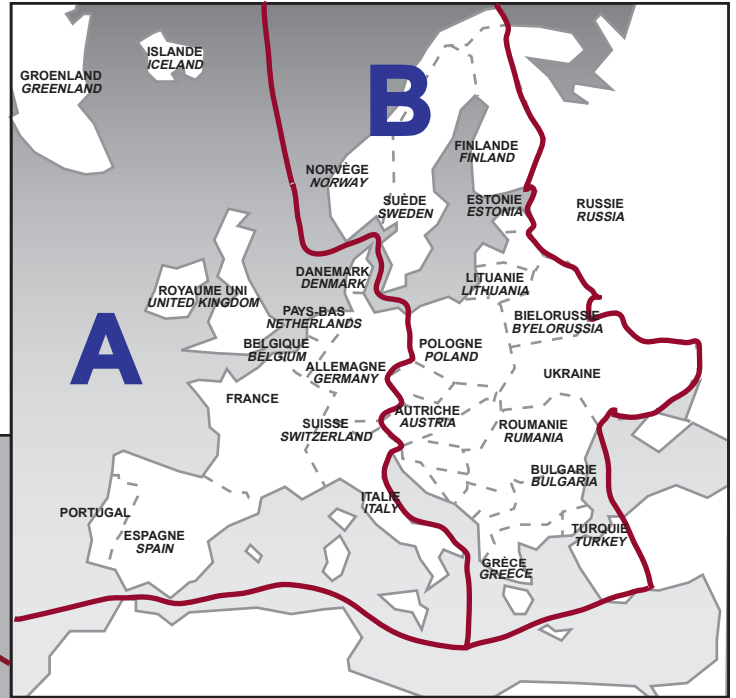 ISLANDE
ICELAND
GROENLAND
GREENLAND
B
FINLANDE
FINLAND
NORVÈGE
NORWAY
SUÈDE
SWEDEN
ESTONIE
ESTONIA
RUSSIE
RUSSIA
DANEMARK
DENMARK
LITUANIE
LITHUANIA
ROYAUME UNI
UNITED KINGDOM
PAYS-BAS
NETHERLANDS
BIELORUSSIE
BYELORUSSIA
A
BELGIQUE
BELGIUM
POLOGNE
POLAND
ALLEMAGNE
GERMANY
UKRAINE
FRANCE
AUTRICHE
AUSTRIA
SUISSE
SWITZERLAND
ROUMANIE
RUMANIA
BULGARIE
BULGARIA
ITALIE
ITALY
PORTUGAL
ESPAGNE
SPAIN
TURQUIE
TURKEY
GRÈCE
GREECE